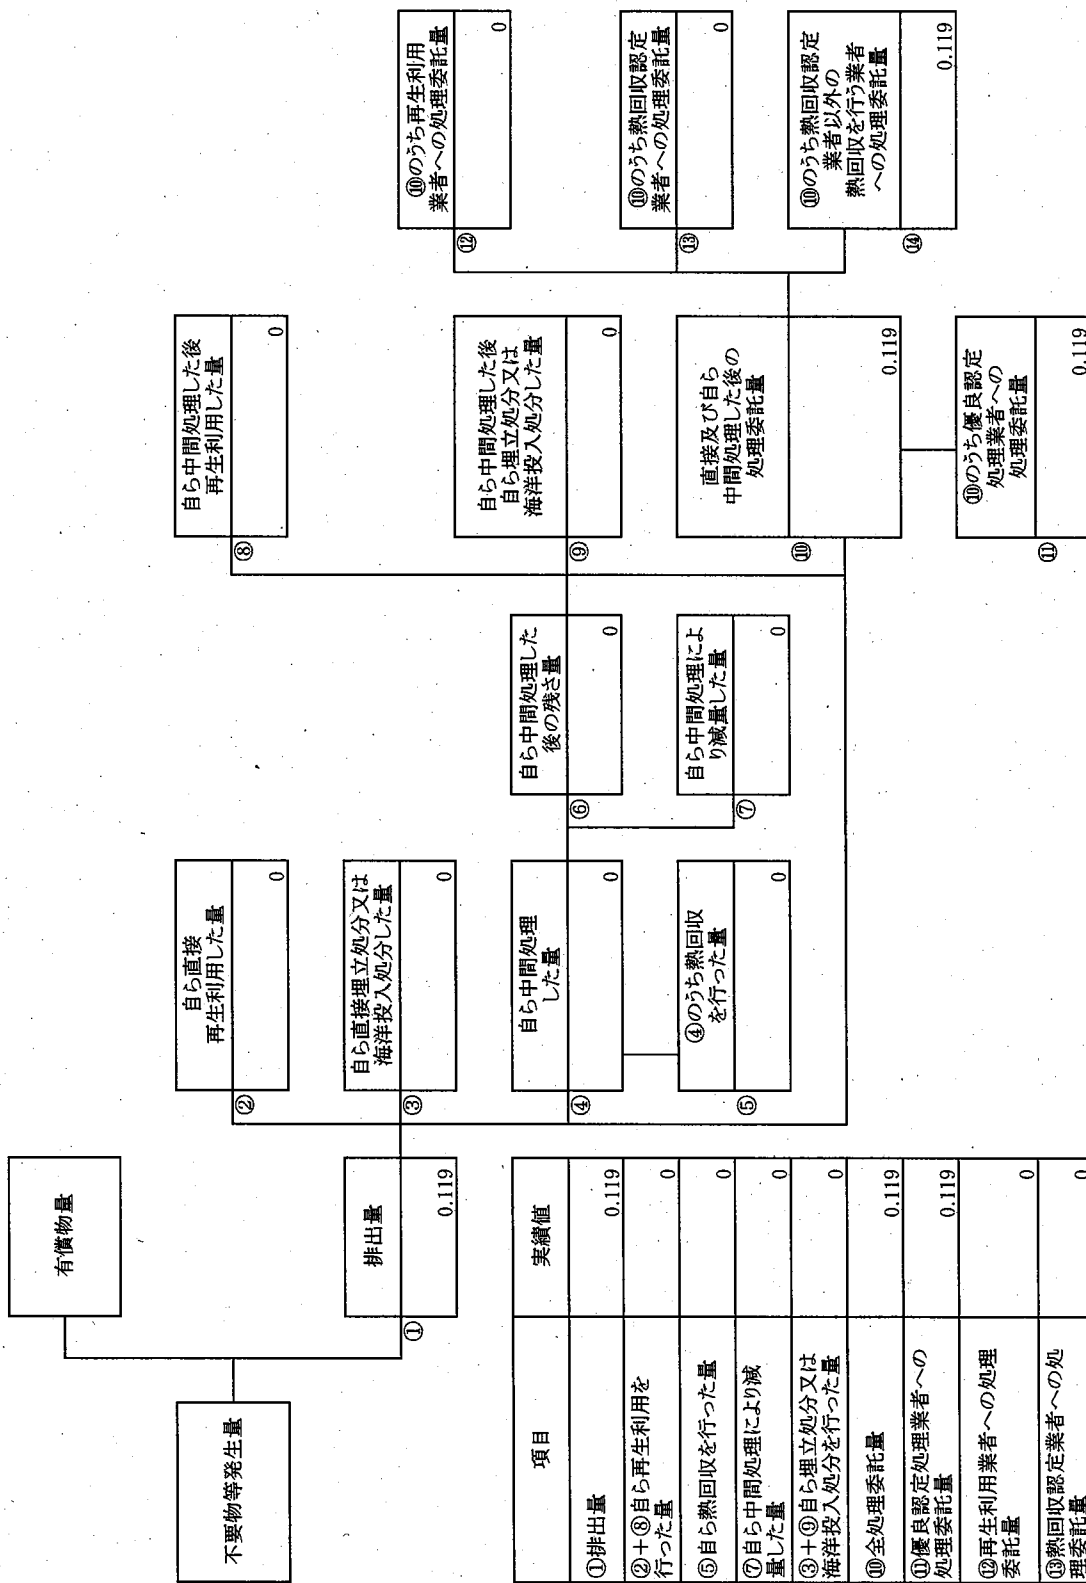 不要物等発生量
有償物量
排出量
①
0.119
②
自ら直接
再生利用した量
0
③
自ら直接埋立処分又は
海洋投入処分した量
0
④
自ら中間処理
した量
0
⑤
④のうち熱回収
を行った量
0
⑥
自ら中間処理した
後の残さ量
0
⑦
自ら中間処理によ
り減量した量
0
⑧
自ら中間処理した後
再生利用した量
0
⑨
自ら中間処理した後
自ら埋立処分又は
海洋投入処分した量
0
⑩
直接及び自ら
中間処理した後の
処理委託量
0.119
⑪
⑩のうち優良認定
処理業者への
処理委託量
0.119
⑫
⑩のうち再生利用
業者への処理委託量
0
⑬
⑩のうち熱回収認定
業者への処理委託量
0
⑭
⑩のうち熱回収認定
業者以外の
熱回収を行う業者
への処理委託量
0.119
項目 実績値
①排出量 0.119
②+⑧自ら再生利用を
行った量 0
⑤自ら熱回収を行った量 0
⑦自ら中間処理により減
量した量 0
③+⑨自ら埋立処分又は
海洋投入処分を行った量 0
⑩全処理委託量 0.119
⑪優良認定処理業者への
処理委託量 0.119
⑫再生利用業者への処理
委託量 0
⑬熱回収認定業者への処
理委託量 0